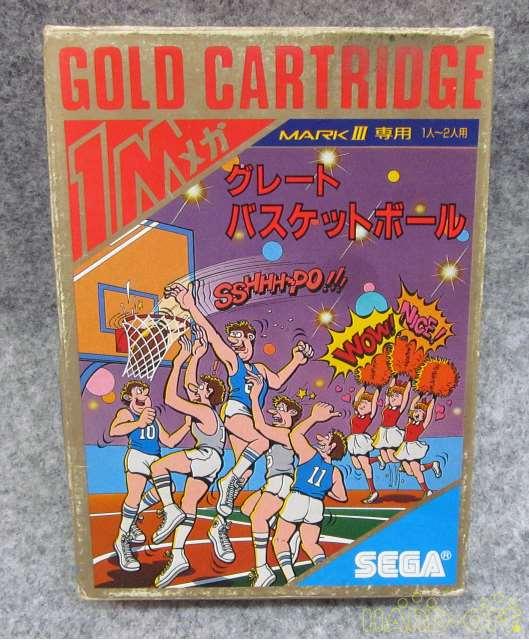 GOLD CARTRIDGE
1Mメガ
MARK III 専用 1人〜2人用
グレート
バスケットボール
SSHHH-PO!!!
WOW
NICE!!
10
11
SEGA®